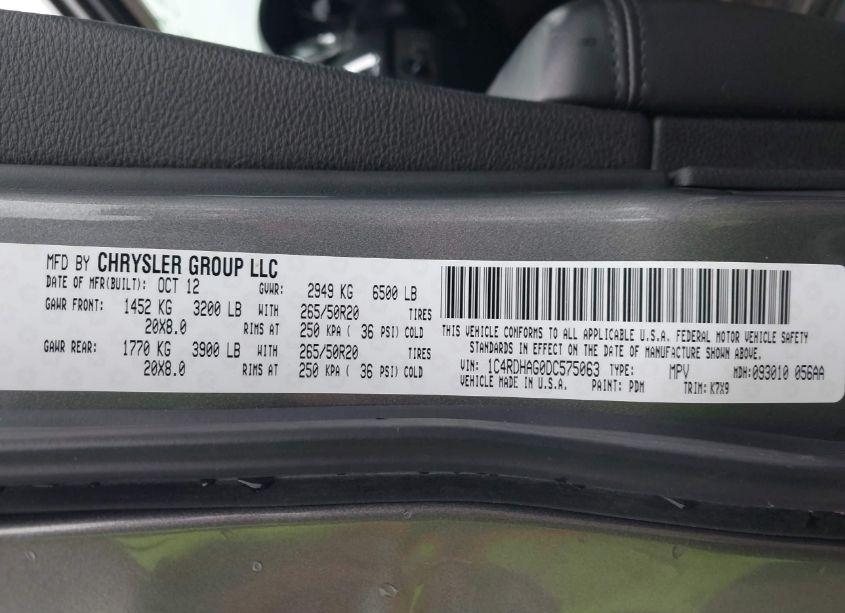 MFD BY CHRYSLER GROUP LLC
DATE OF MFR(BUILT): OCT 12 GVWR: 2949 KG 6500 LB
GAWR FRONT: 1452 KG 3200 LB WITH 265/50R20 TIRES
20X8.0 RIMS AT 250 KPA ( 36 PSI) COLD
GAWR REAR: 1770 KG 3900 LB WITH 265/50R20 TIRES
20X8.0 RIMS AT 250 KPA ( 36 PSI) COLD
THIS VEHICLE CONFORMS TO ALL APPLICABLE U.S.A. FEDERAL MOTOR VEHICLE SAFETY
STANDARDS IN EFFECT ON THE DATE OF MANUFACTURE SHOWN ABOVE.
VIN: 1C4RDHAG0DC575063 TYPE: MPV MDH: 093010 056AA
VEHICLE MADE IN U.S.A. PAINT: PDM TRIM: K7X9